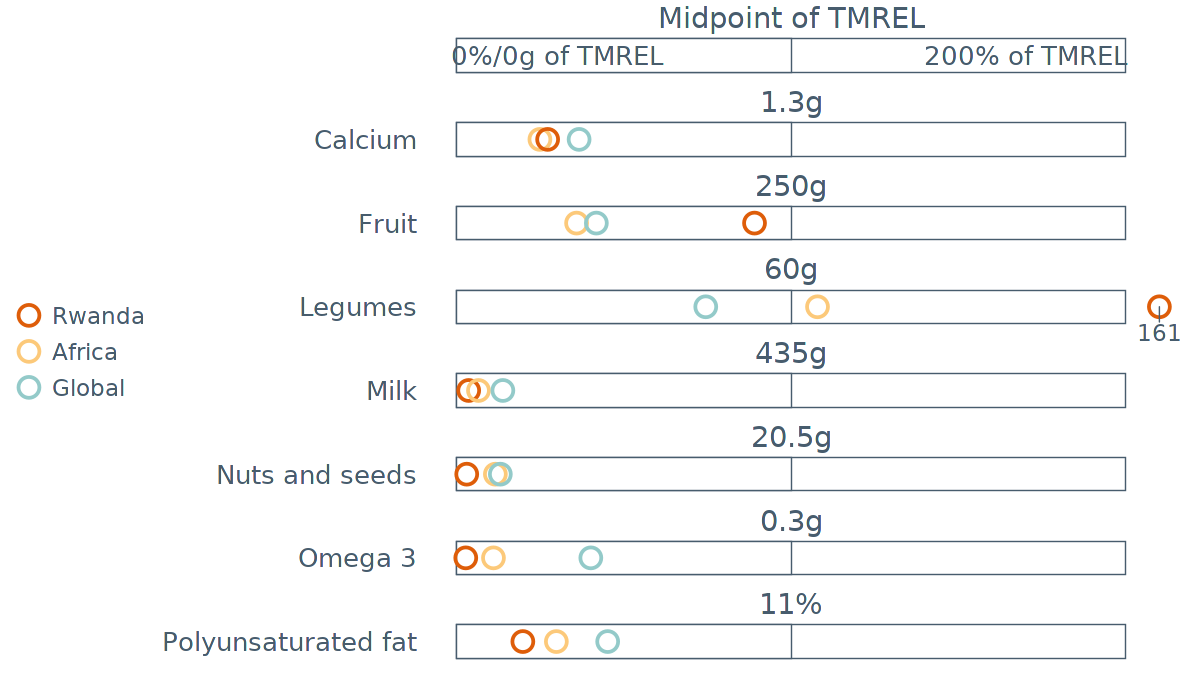 Midpoint of TMREL
0%/0g of TMREL
200% of TMREL
1.3g
Calcium
250g
Fruit
60g
Legumes
161
Rwanda
Africa
Global
435g
Milk
20.5g
Nuts and seeds
0.3g
Omega 3
11%
Polyunsaturated fat